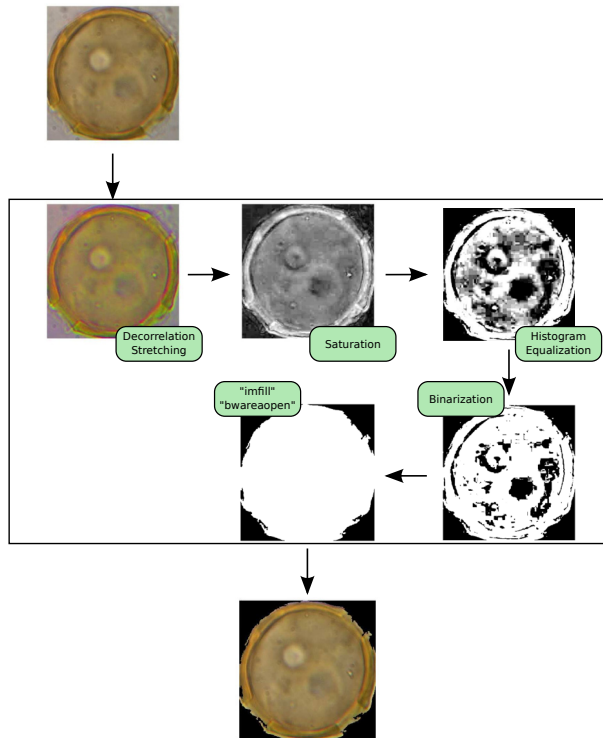 Decorrelation
Stretching
Saturation
Histogram
Equalization
"imfill"
"bwareaopen"
Binarization